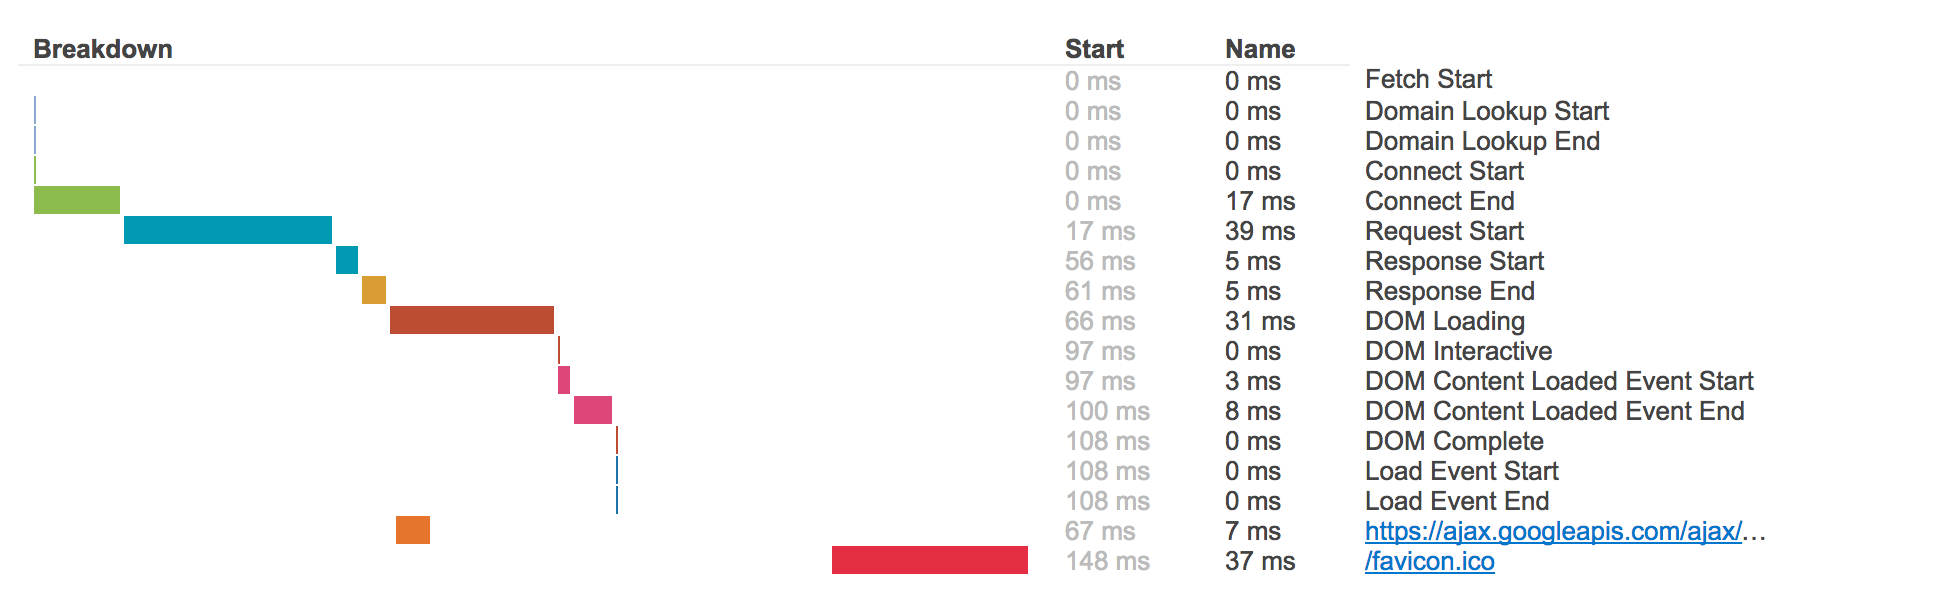 Breakdown Start Name
0 ms 0 ms Fetch Start
0 ms 0 ms Domain Lookup Start
0 ms 0 ms Domain Lookup End
0 ms 0 ms Connect Start
0 ms 17 ms Connect End
17 ms 39 ms Request Start
56 ms 5 ms Response Start
61 ms 5 ms Response End
66 ms 31 ms DOM Loading
97 ms 0 ms DOM Interactive
97 ms 3 ms DOM Content Loaded Event Start
100 ms 8 ms DOM Content Loaded Event End
108 ms 0 ms DOM Complete
108 ms 0 ms Load Event Start
108 ms 0 ms Load Event End
67 ms 7 ms https://ajax.googleapis.com/ajax/…
148 ms 37 ms /favicon.ico